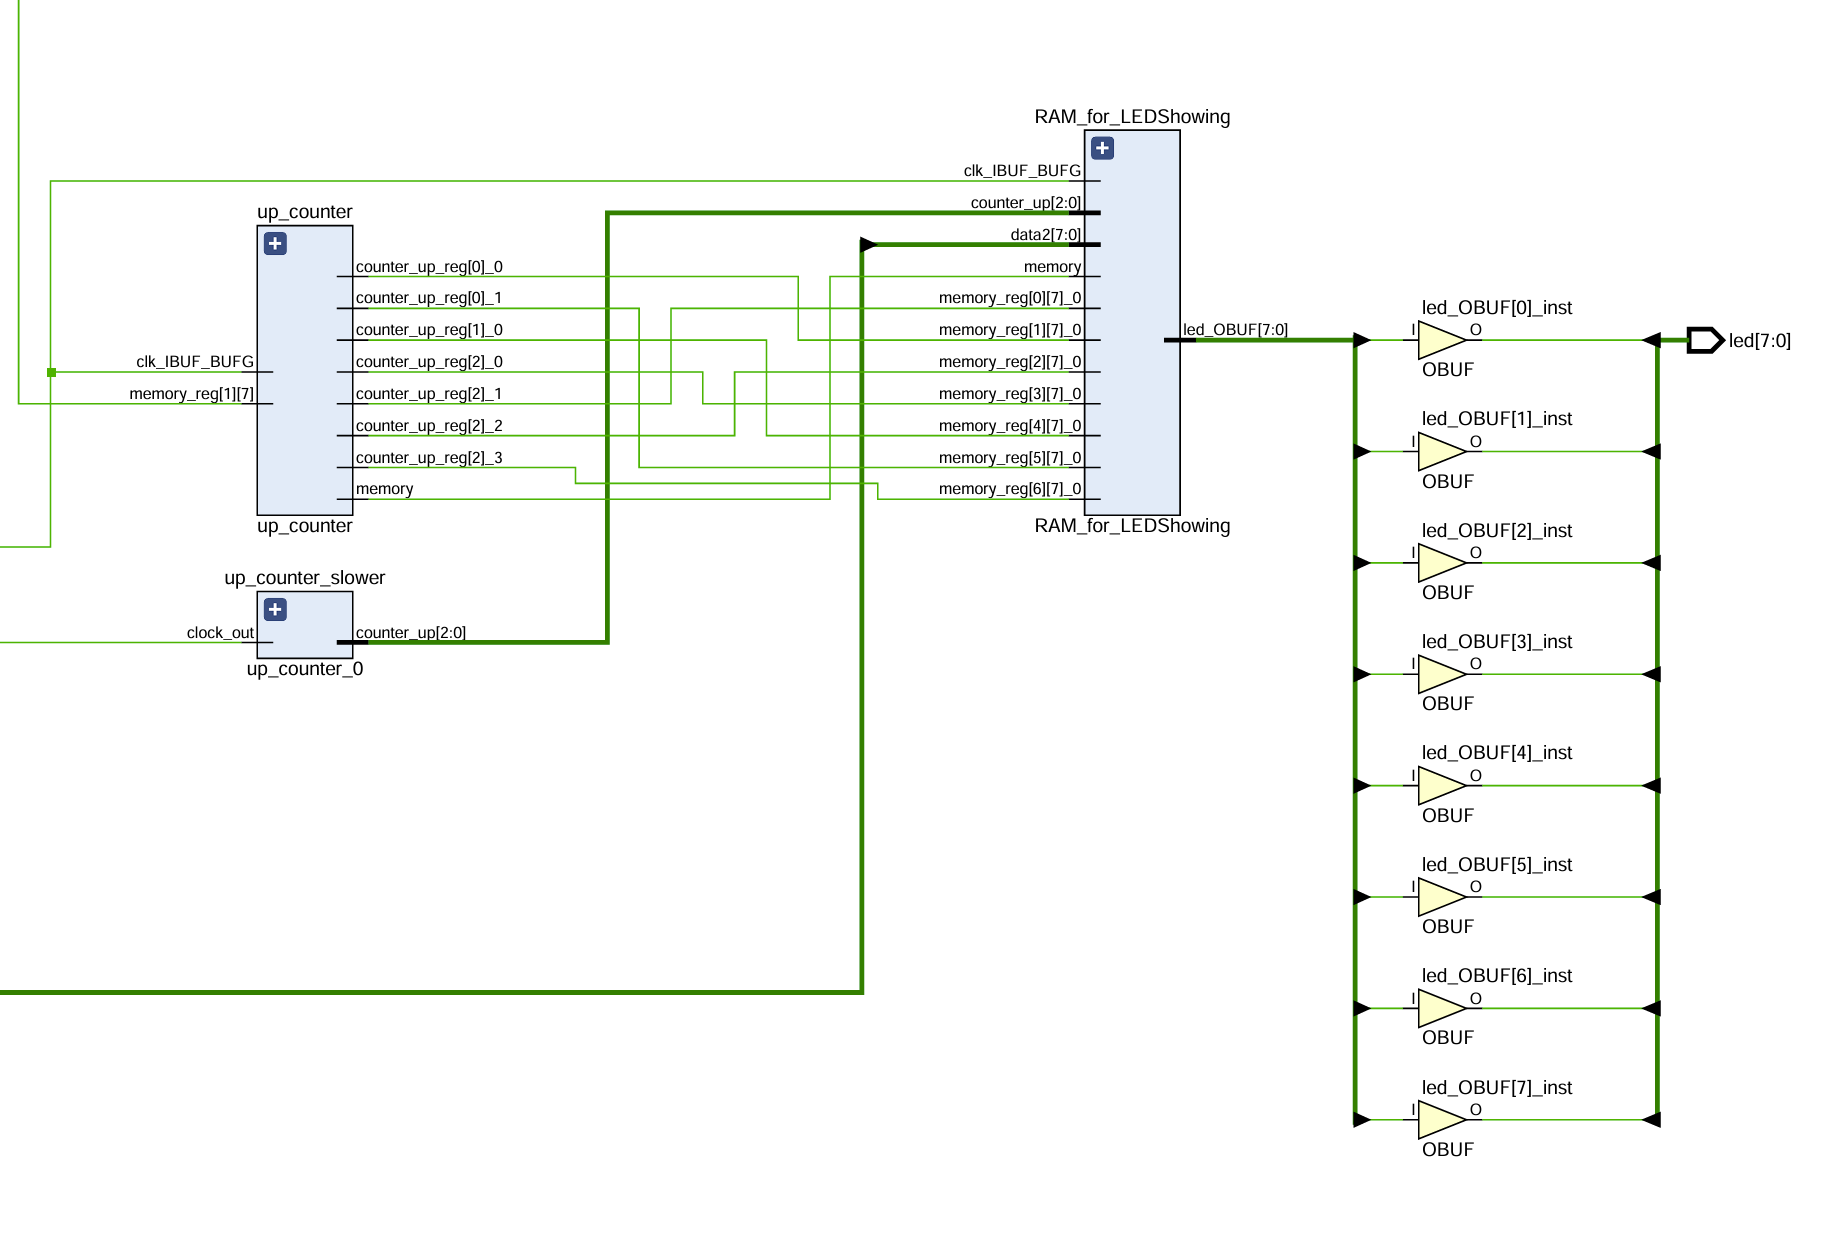 RAM_for_LEDShowing
clk_IBUF_BUFG
counter_up[2:0]
data2[7:0]
memory
memory_reg[0][7]_0
memory_reg[1][7]_0
memory_reg[2][7]_0
memory_reg[3][7]_0
memory_reg[4][7]_0
memory_reg[5][7]_0
memory_reg[6][7]_0
led_OBUF[7:0]
RAM_for_LEDShowing
up_counter
clk_IBUF_BUFG
memory_reg[1][7]
counter_up_reg[0]_0
counter_up_reg[0]_1
counter_up_reg[1]_0
counter_up_reg[2]_0
counter_up_reg[2]_1
counter_up_reg[2]_2
counter_up_reg[2]_3
memory
up_counter
up_counter_slower
clock_out
counter_up[2:0]
up_counter_0
led_OBUF[0]_inst
I
O
OBUF
led[7:0]
led_OBUF[1]_inst
I
O
OBUF
led_OBUF[2]_inst
I
O
OBUF
led_OBUF[3]_inst
I
O
OBUF
led_OBUF[4]_inst
I
O
OBUF
led_OBUF[5]_inst
I
O
OBUF
led_OBUF[6]_inst
I
O
OBUF
led_OBUF[7]_inst
I
O
OBUF